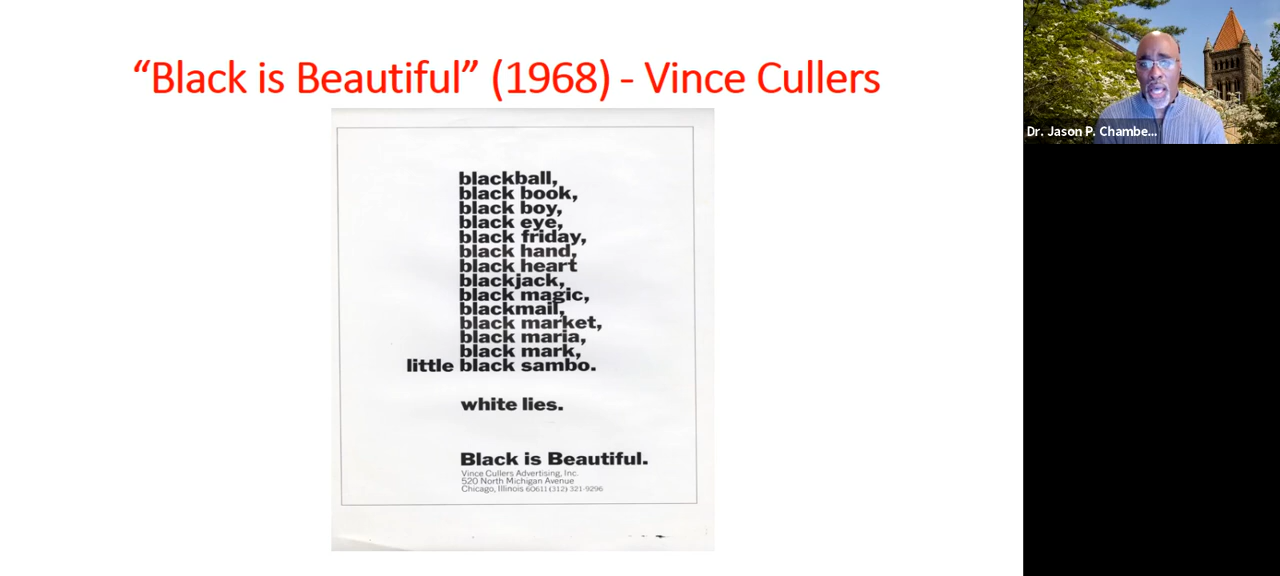 “Black is Beautiful” (1968) - Vince Cullers
blackball,
black book,
black boy,
black eye,
black friday,
black hand,
black heart
blackjack,
black magic,
blackmail,
black market,
black maria,
black mark,
little black sambo.
white lies.
Black is Beautiful.
Vince Cullers Advertising, Inc.
520 North Michigan Avenue
Chicago, Illinois 60611 (312) 321-9296
Dr. Jason P. Chambe...